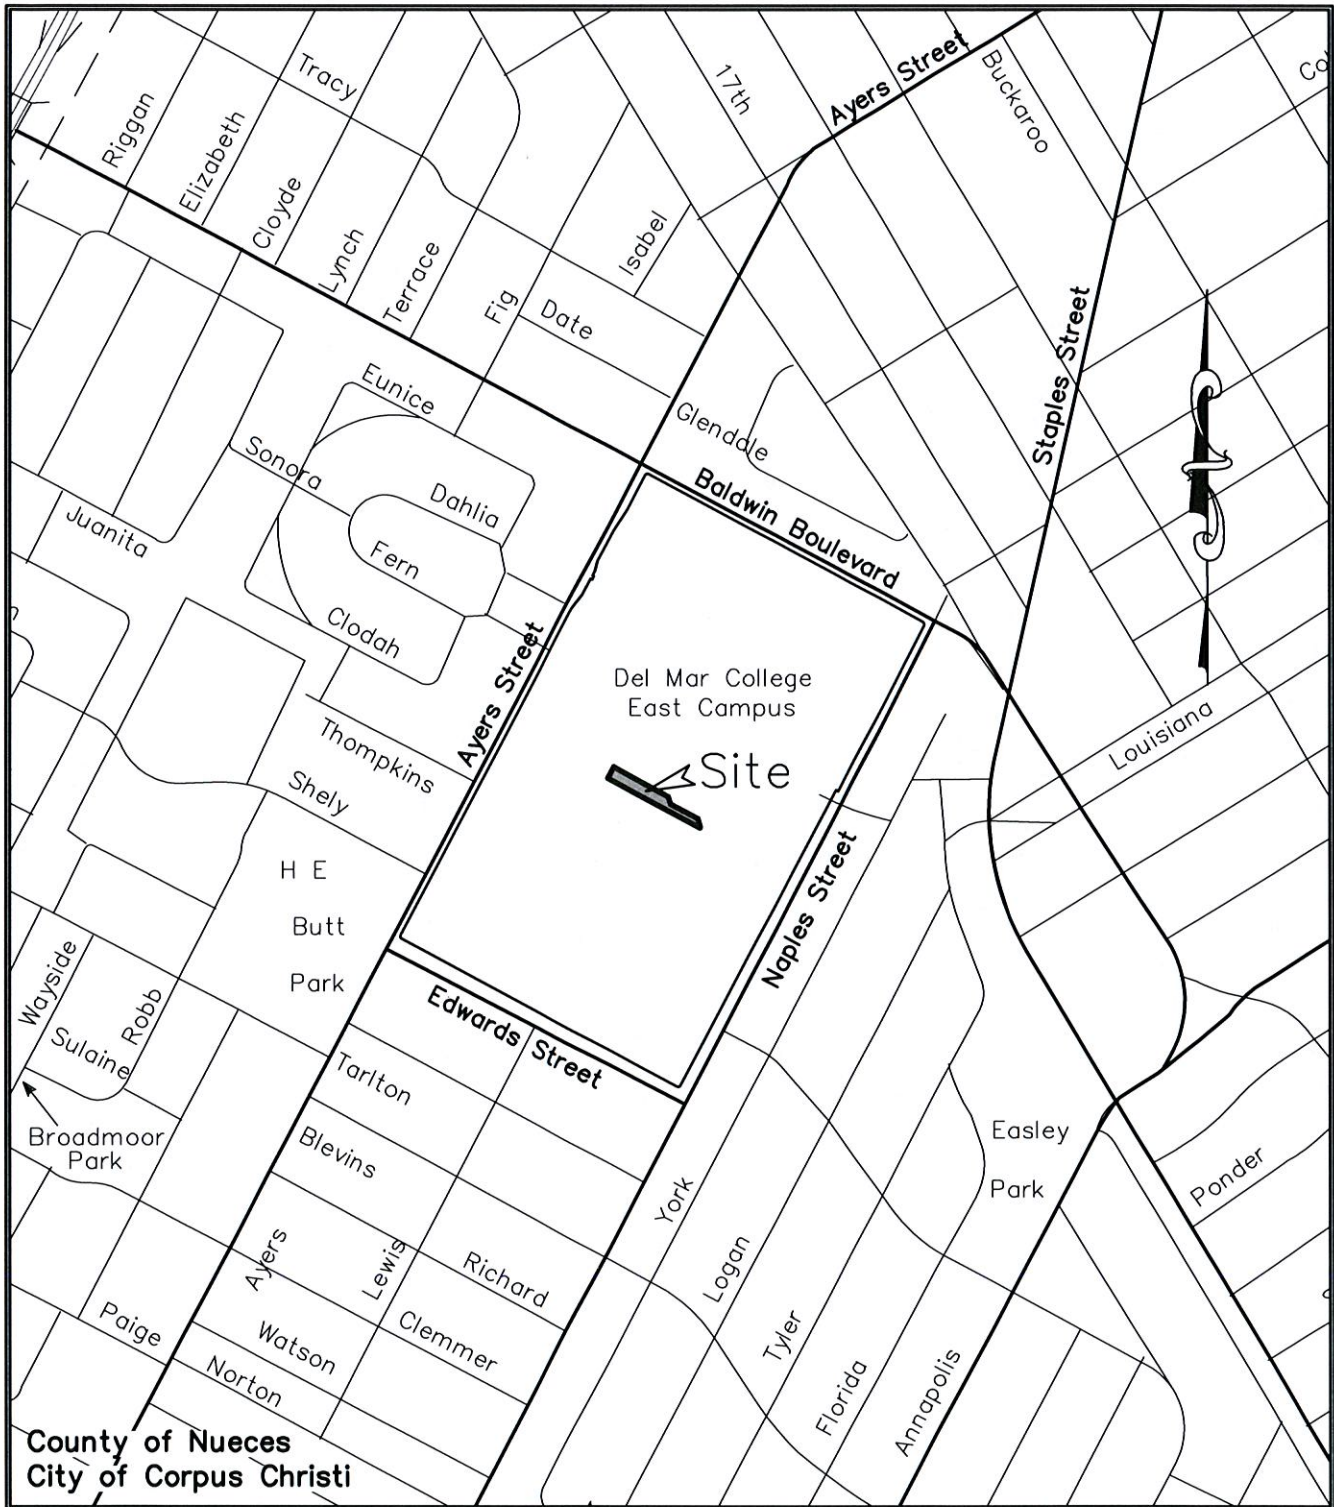 Tracy
17th
Ayers Street
Buckaroo
Riggan
Elizabeth
Cloyde
Lynch
Terrace
Isabel
Fig
Date
Staples Street
Eunice
Glendale
Sonora
Dahlia
Baldwin Boulevard
Juanita
Fern
Clodah
Ayers Street
Del Mar College
East Campus
Site
Thompkins
Shely
Louisiana
H E
Butt
Park
Naples Street
Wayside
Robb
Sulaine
Edwards Street
Tarlton
Broadmoor
Park
Blevins
Easley
Park
Ponder
York
Logan
Ayers
Lewis
Richard
Tyler
Paige
Watson
Clemmer
Norton
Florida
Annapolis
County of Nueces
City of Corpus Christi